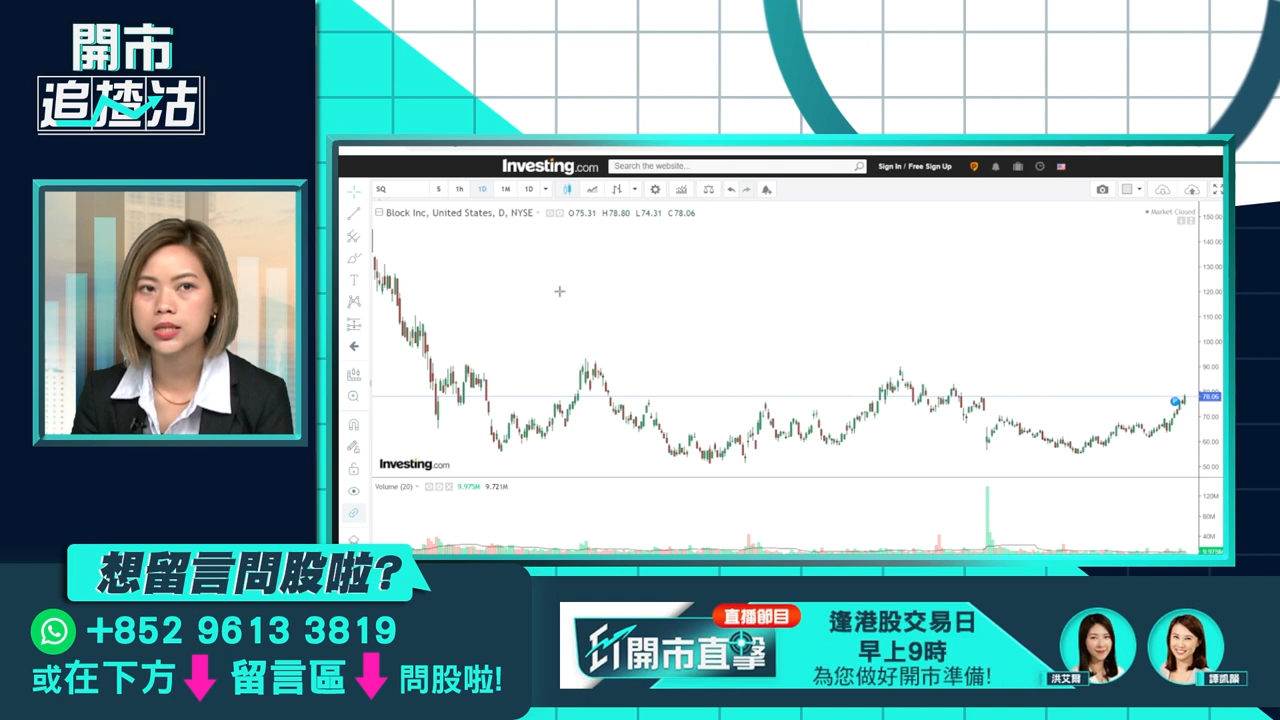 開市
追揸沽
Investing.com
Search the website...
Sign In / Free Sign Up
SQ
5
1h
1D
1M
1D
Block Inc, United States, D, NYSE
O75.31 H78.80 L74.31 C78.06
Market Closed
150.00
140.00
130.00
120.00
110.00
100.00
90.00
80.00
78.06
70.00
60.00
50.00
Investing.com
Volume (20)
9.975M 9.721M
120M
80M
40M
9.975M
想留言問股啦?
+852 9613 3819
或在下方
留言區
問股啦!
直播節目
開市直擊
逢港股交易日
早上9時
為您做好開市準備!
洪艾爾
譚凱韻